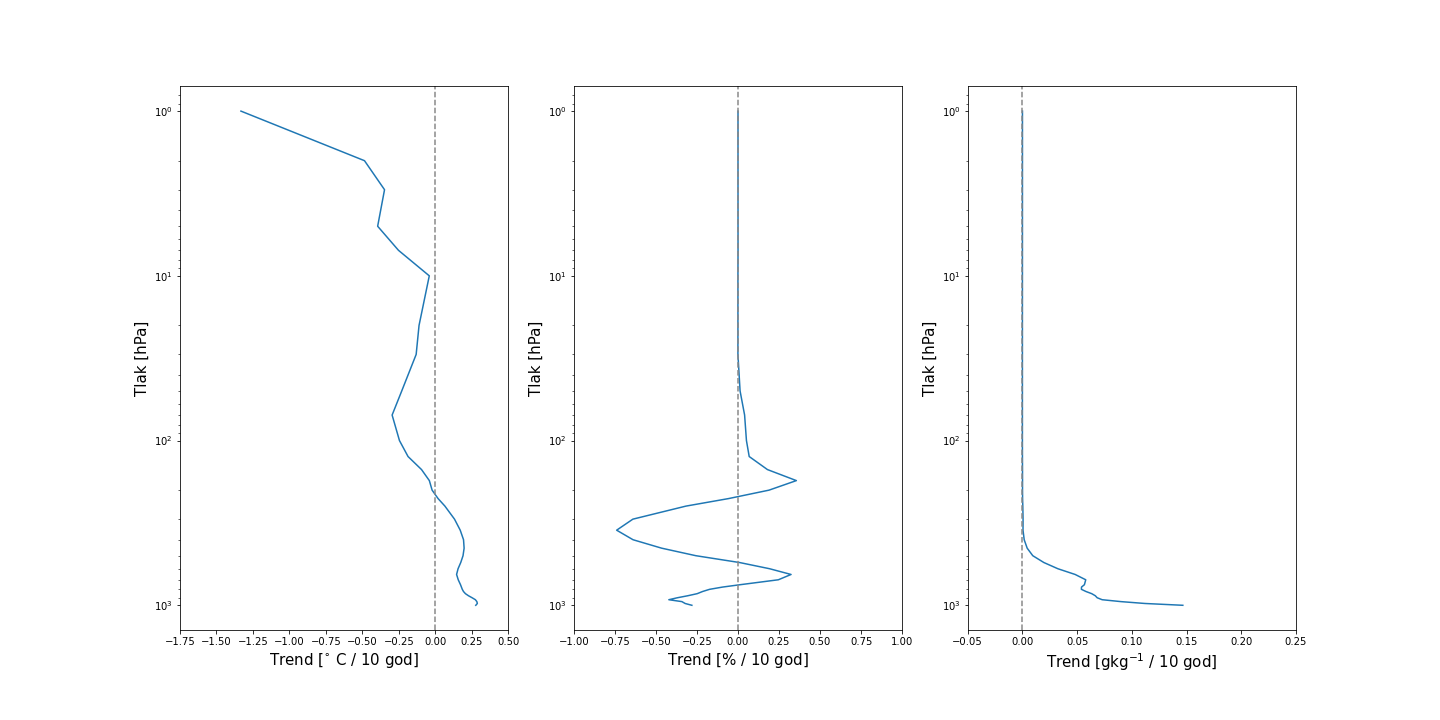 10⁰
10¹
10²
10³
Tlak [hPa]
−1.75 −1.50 −1.25 −1.00 −0.75 −0.50 −0.25 0.00 0.25 0.50
Trend [° C / 10 god]
10⁰
10¹
10²
10³
Tlak [hPa]
−1.00 −0.75 −0.50 −0.25 0.00 0.25 0.50 0.75 1.00
Trend [% / 10 god]
10⁰
10¹
10²
10³
Tlak [hPa]
−0.05 0.00 0.05 0.10 0.15 0.20 0.25
Trend [gkg⁻¹ / 10 god]